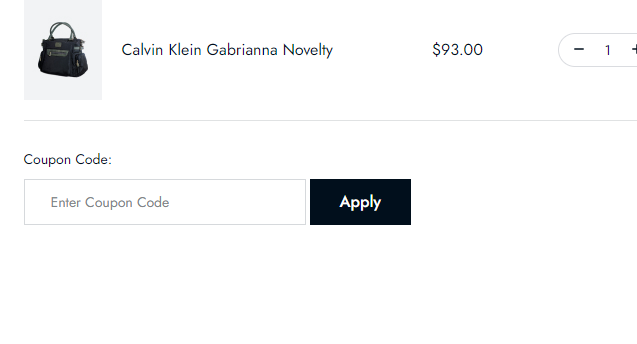 Calvin Klein Gabrianna Novelty $93.00 − 1 +
Coupon Code:
Enter Coupon Code Apply